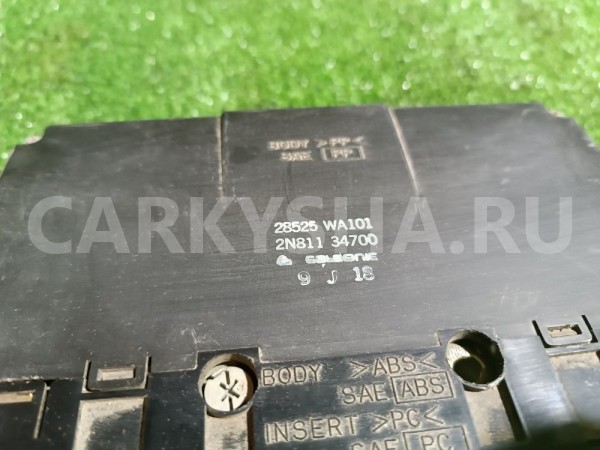 BODY >PP<
SAE PP
28525 WA101
2N811 34700
9 J 18
CARKYSHA.RU
BODY >ABS<
SAE ABS
INSERT >PC<
SAE PC